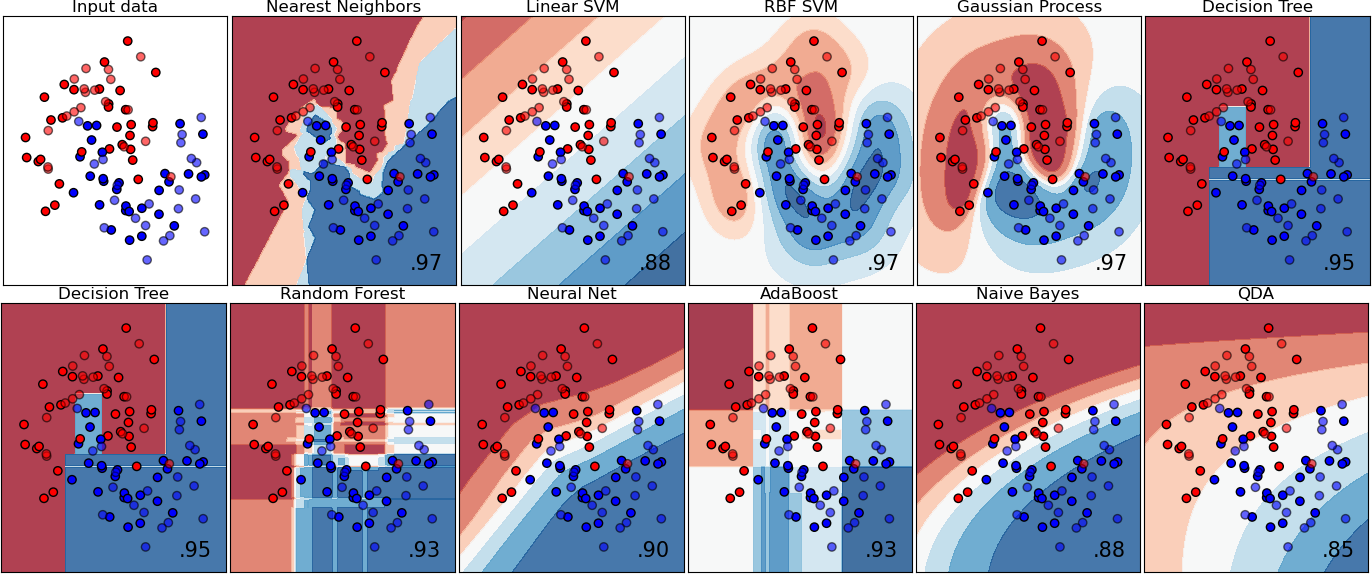 Input data
Nearest Neighbors
Linear SVM
RBF SVM
Gaussian Process
Decision Tree
.97
.88
.97
.97
.95
Decision Tree
Random Forest
Neural Net
AdaBoost
Naive Bayes
QDA
.95
.93
.90
.93
.88
.85